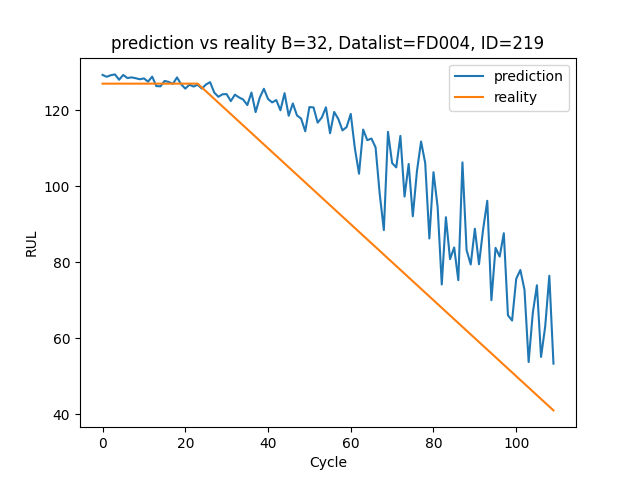 prediction vs reality B=32, Datalist=FD004, ID=219
prediction
reality
120
100
80
60
40
RUL
0 20 40 60 80 100
Cycle